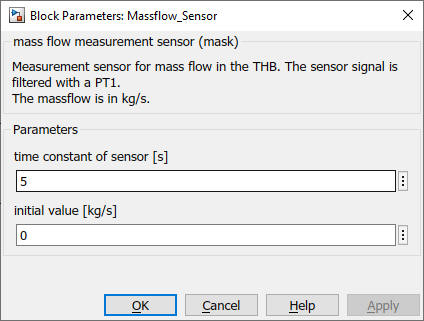 Block Parameters: Massflow_Sensor
mass flow measurement sensor (mask)
Measurement sensor for mass flow in the THB. The sensor signal is
filtered with a PT1.
The massflow is in kg/s.
Parameters
time constant of sensor [s]
5
initial value [kg/s]
0
OK Cancel Help Apply